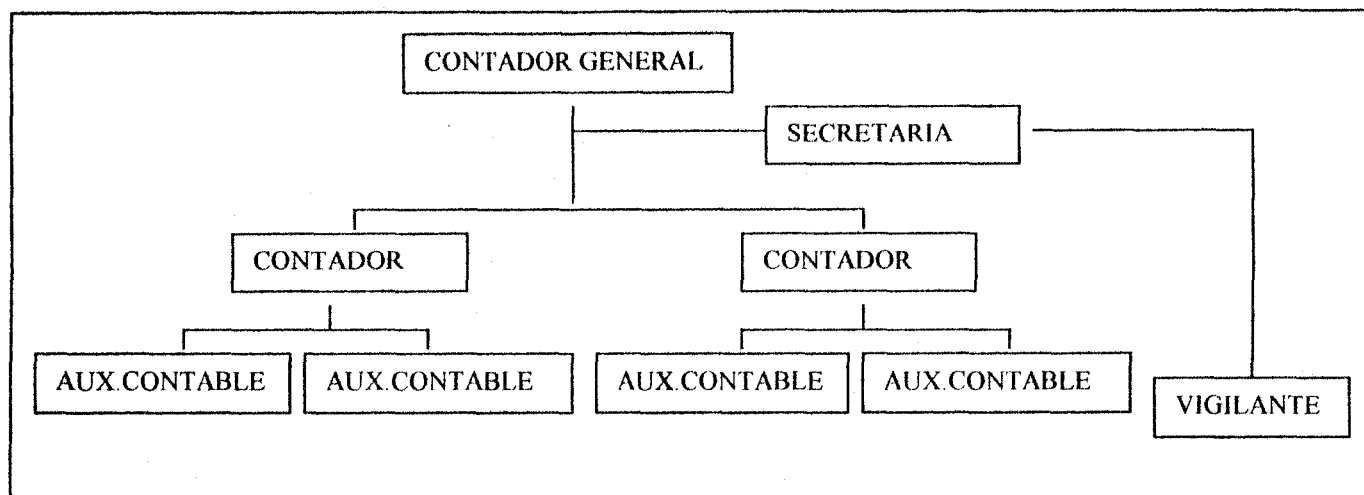 CONTADOR GENERAL
SECRETARIA
CONTADOR
CONTADOR
AUX.CONTABLE
AUX.CONTABLE
AUX.CONTABLE
AUX.CONTABLE
VIGILANTE